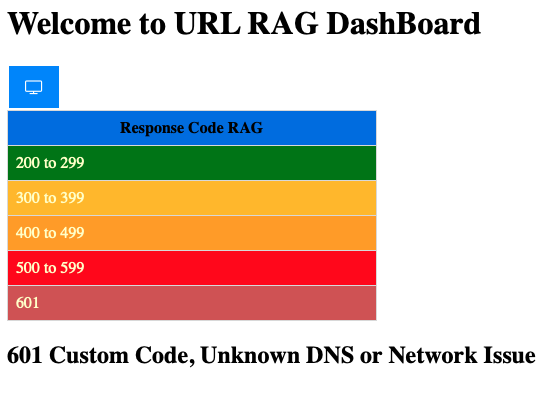 Welcome to URL RAG DashBoard
Response Code RAG
200 to 299
300 to 399
400 to 499
500 to 599
601
601 Custom Code, Unknown DNS or Network Issue